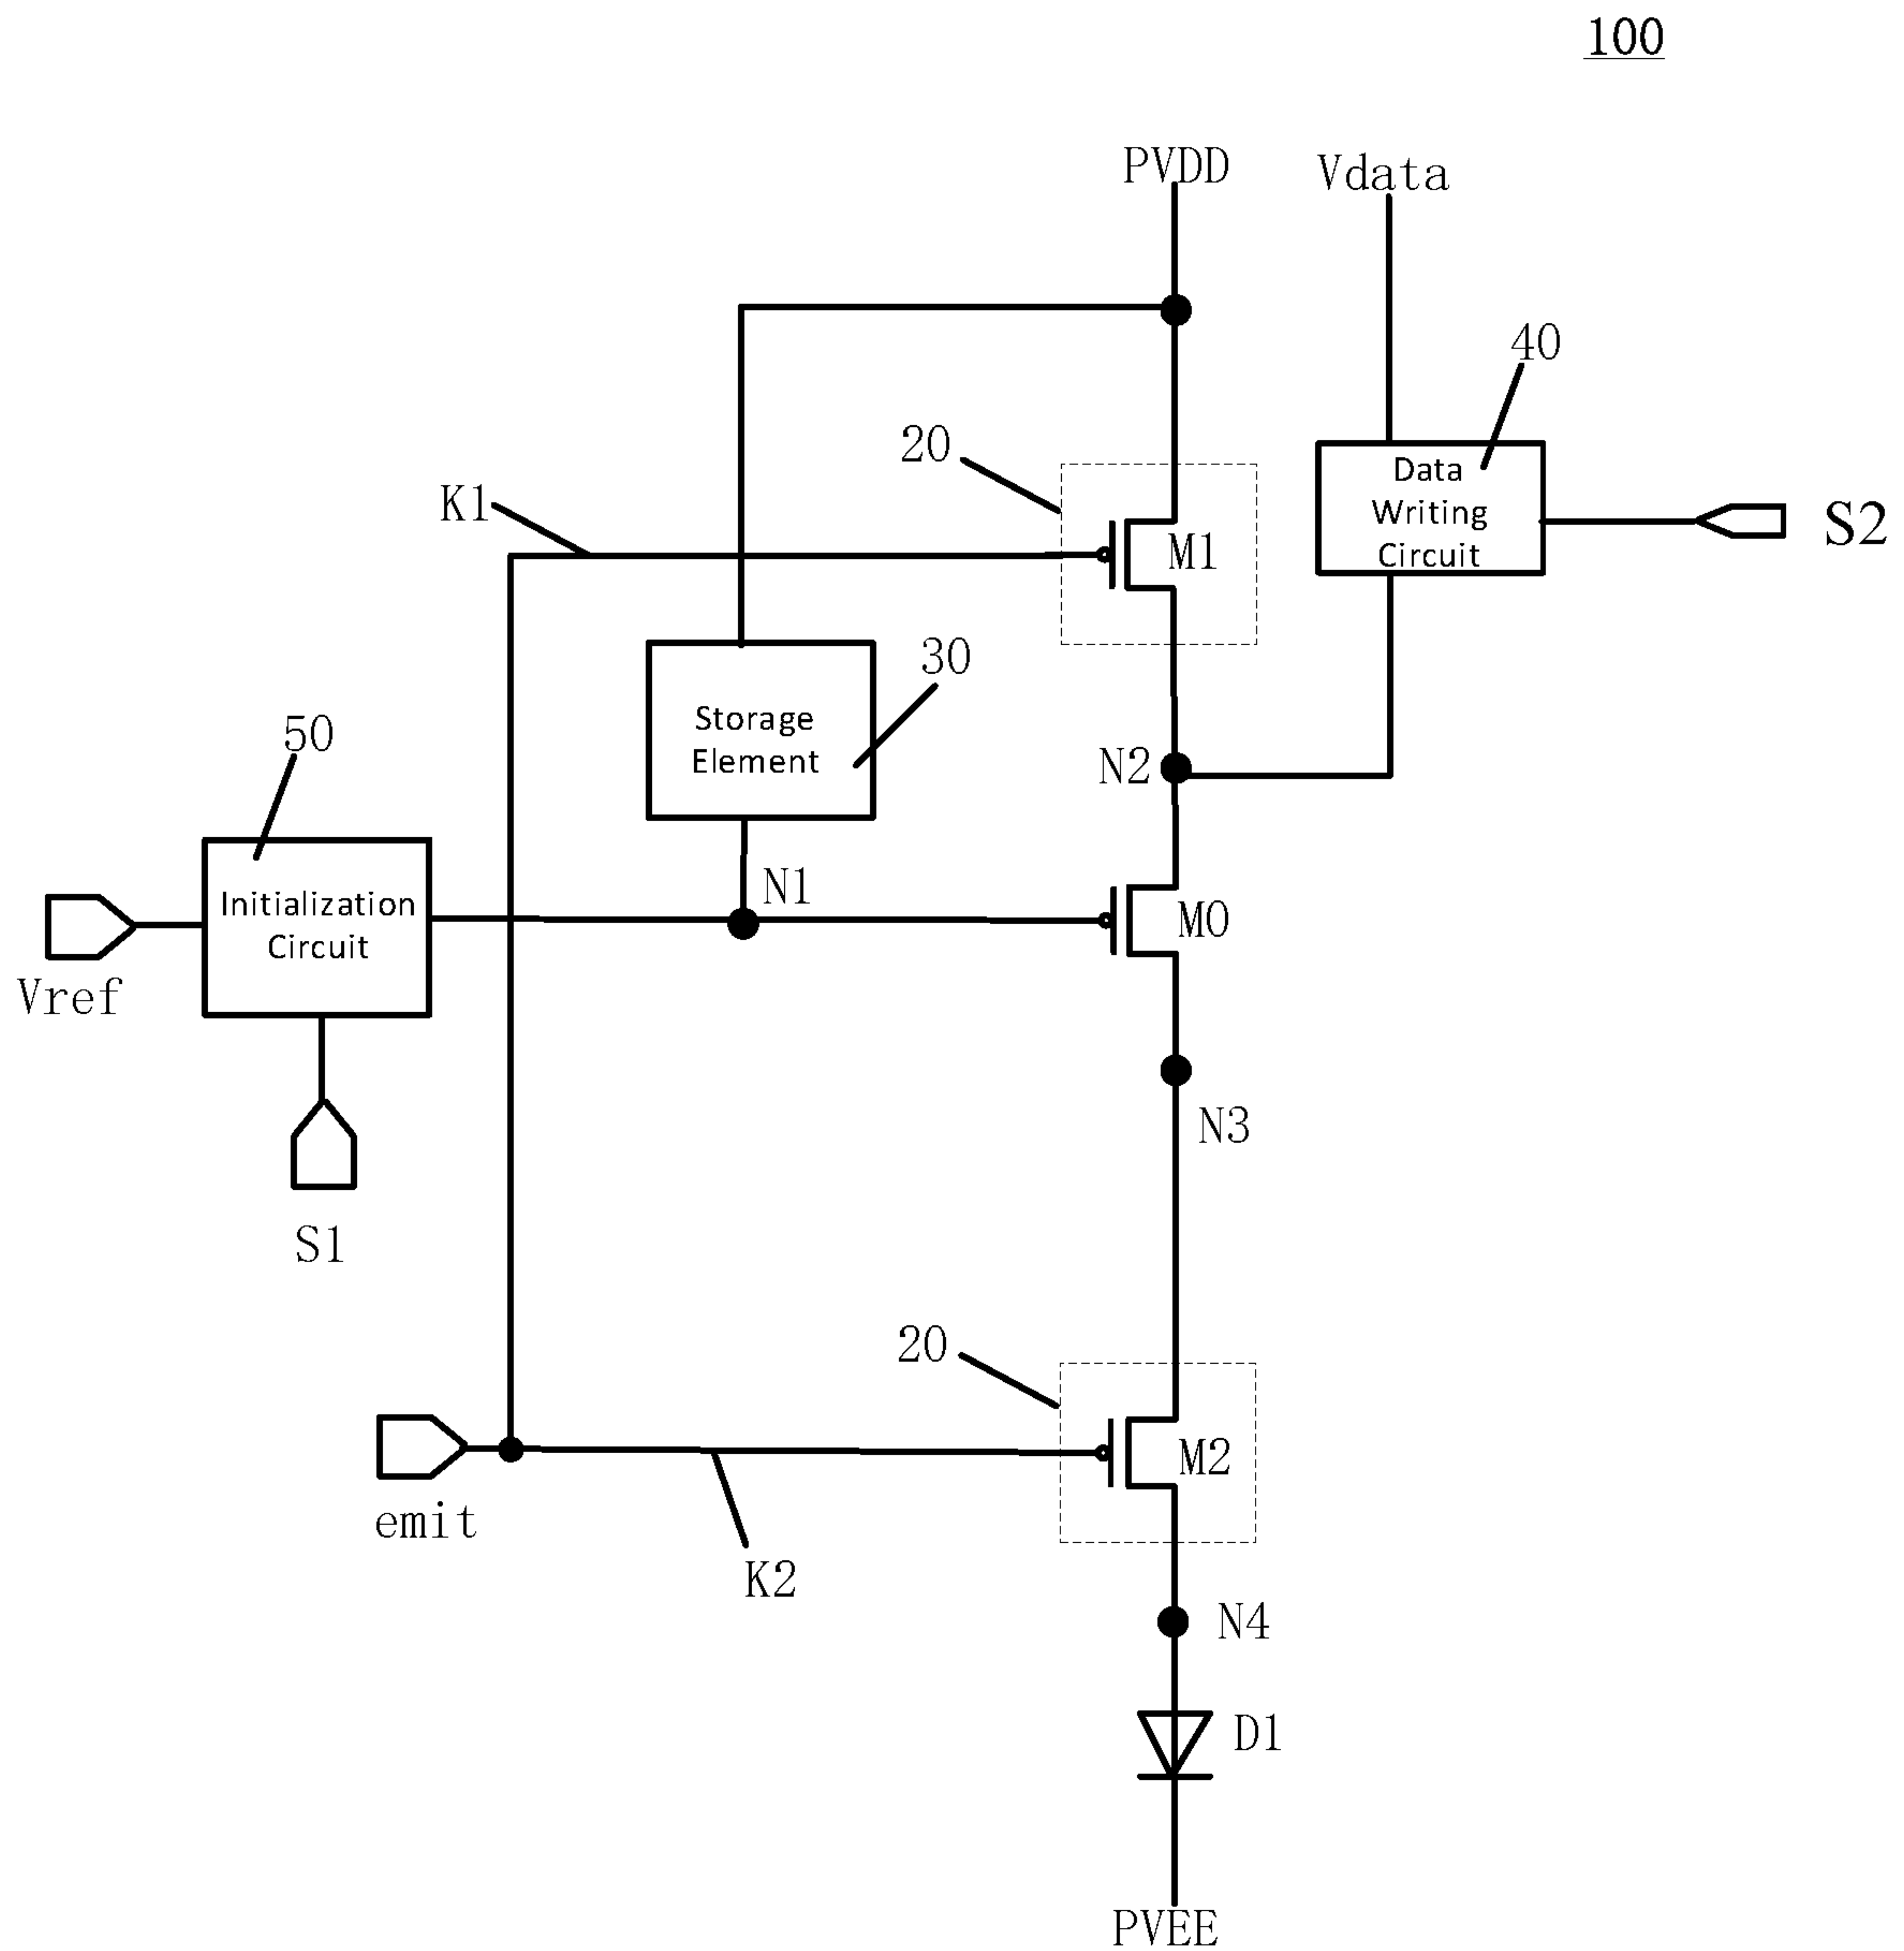 100
PVDD
Vdata
40
20
Data
Writing
Circuit
K1
S2
M1
30
Storage
Element
50
N2
N1
Initialization
Circuit
M0
Vref
N3
S1
20
M2
emit
K2
N4
D1
PVEE